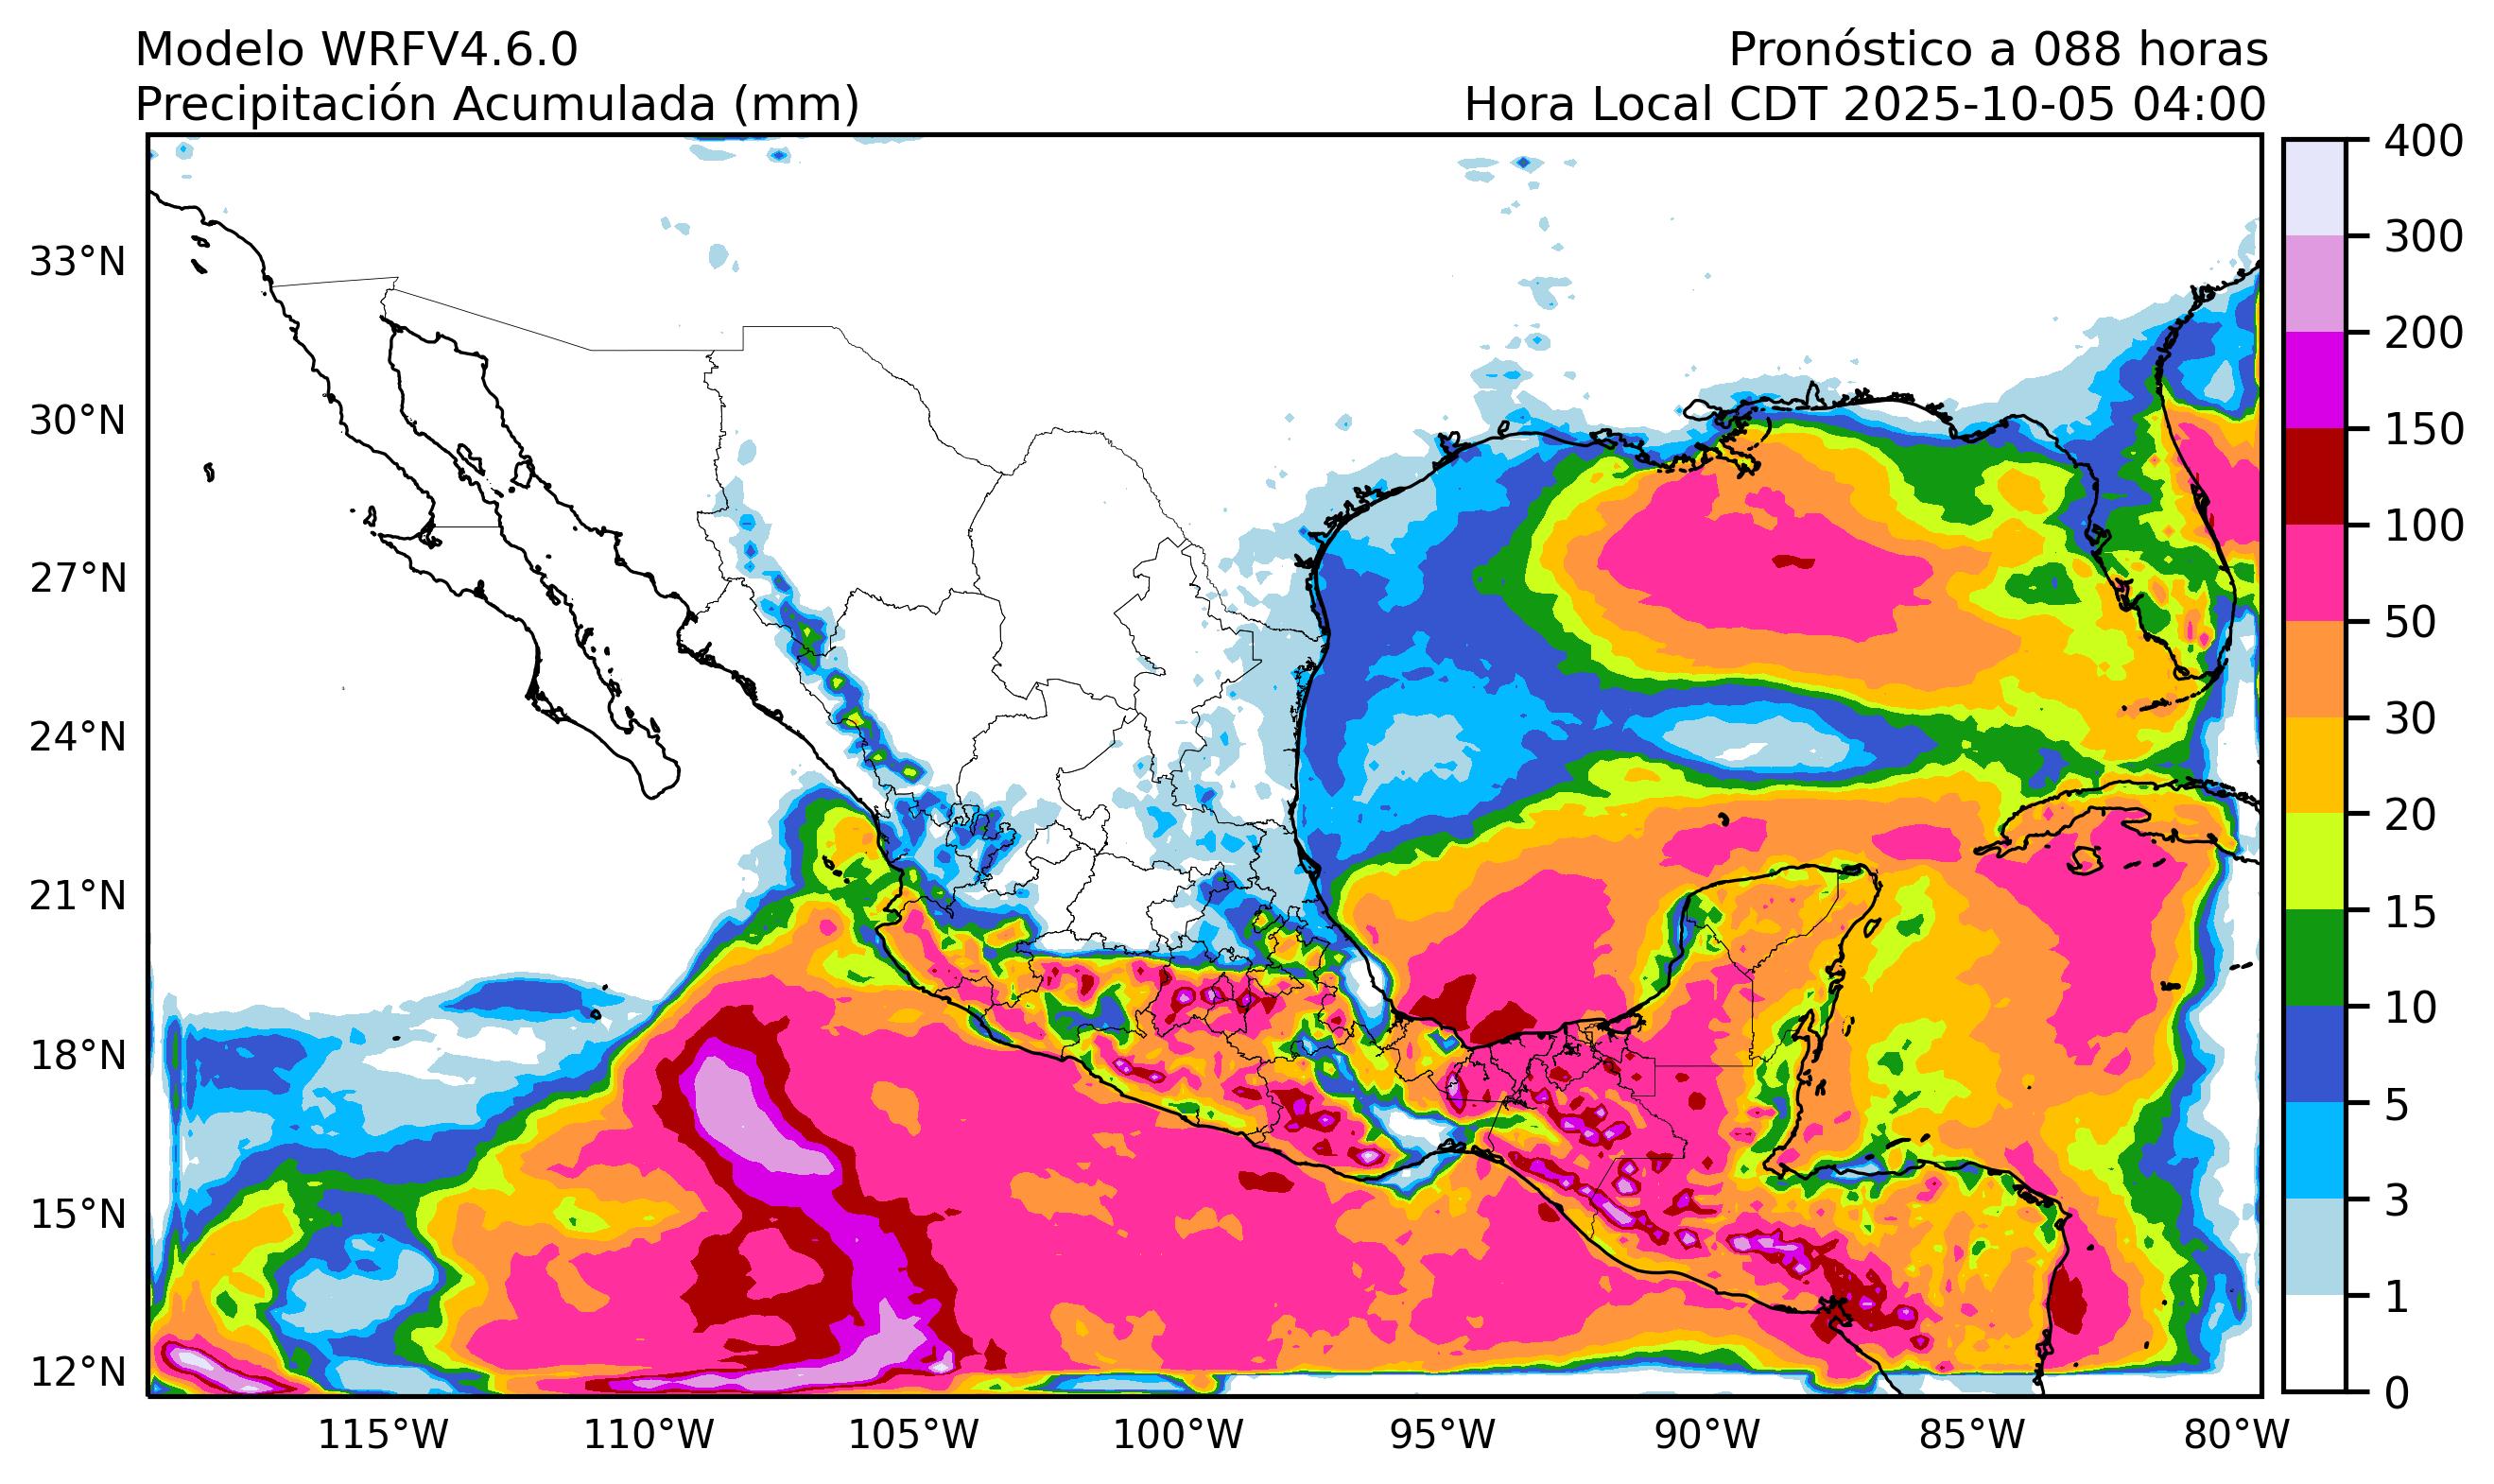 Modelo WRFV4.6.0
Pronóstico a 088 horas
Precipitación Acumulada (mm)
Hora Local CDT 2025-10-05 04:00
33°N
30°N
27°N
24°N
21°N
18°N
15°N
12°N
115°W
110°W
105°W
100°W
95°W
90°W
85°W
80°W
400
300
200
150
100
50
30
20
15
10
5
3
1
0